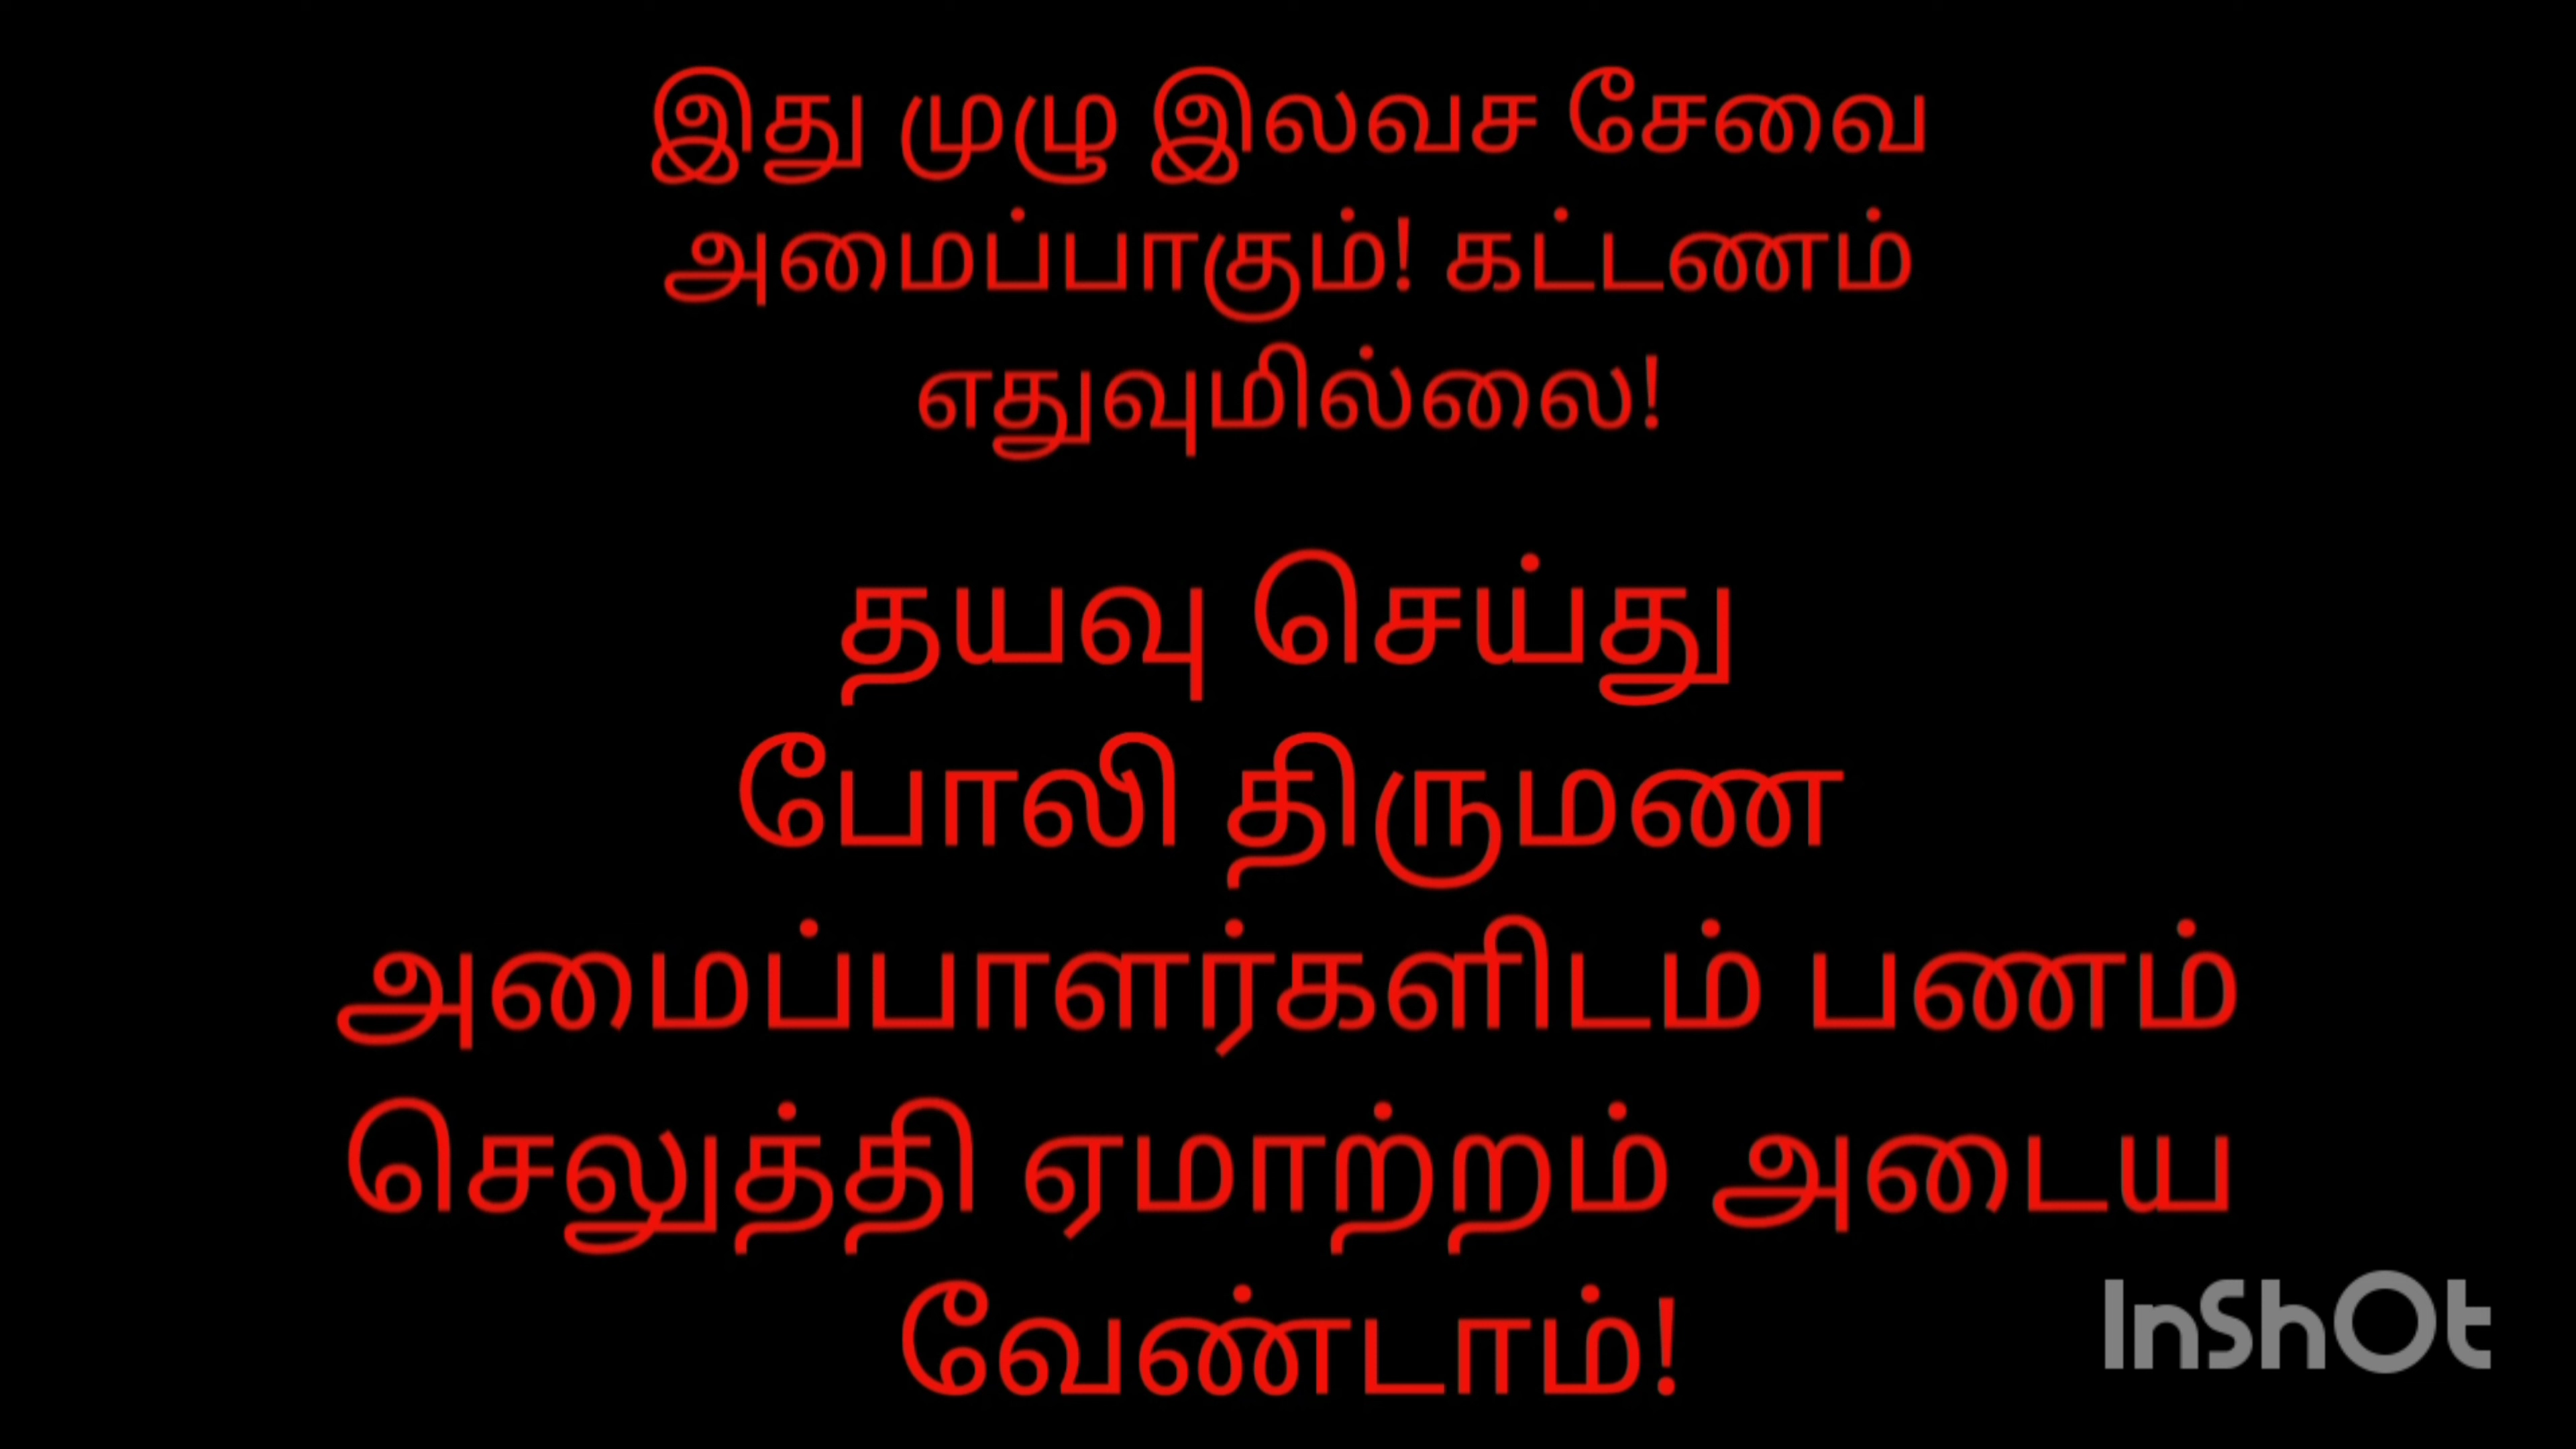 இது முழு இலவச சேவை
அமைப்பாகும்! கட்டணம்
எதுவுமில்லை!
தயவு செய்து
போலி திருமண
அமைப்பாளர்களிடம் பணம்
செலுத்தி ஏமாற்றம் அடைய
வேண்டாம்!
InShOt